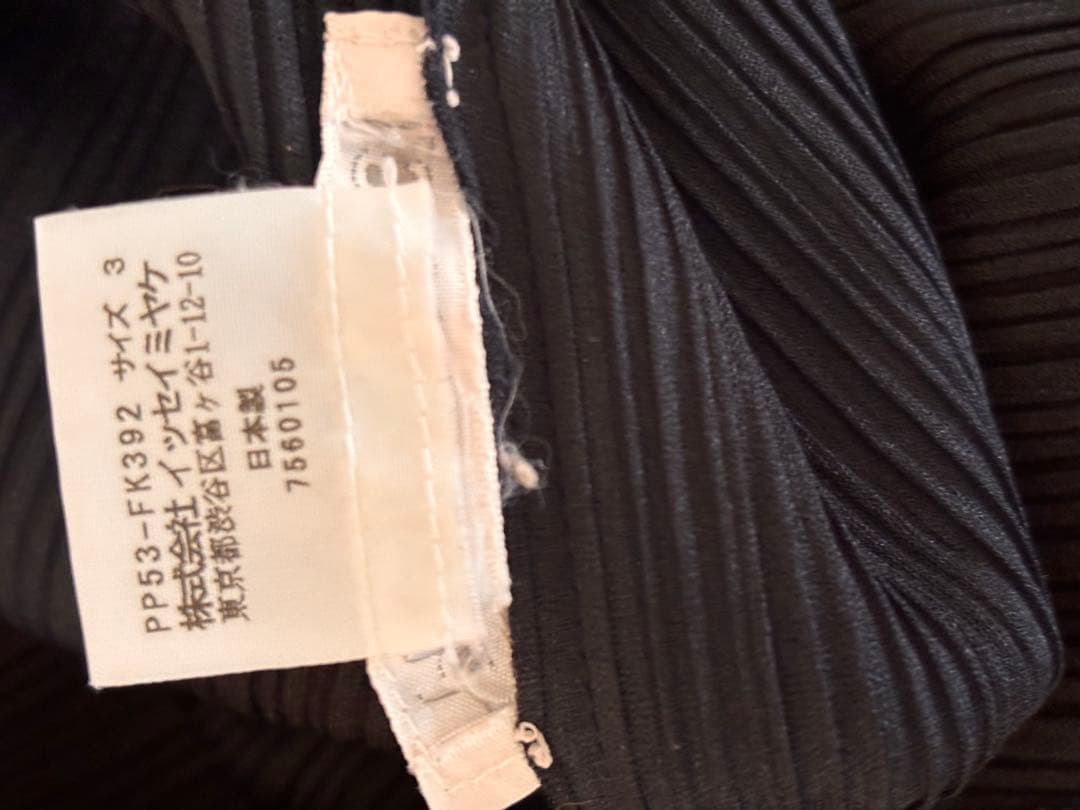 PP53-FK392 サイズ 3
株式会社イッセイミヤケ
東京都渋谷区富ヶ谷1-12-10
日本製
7560105